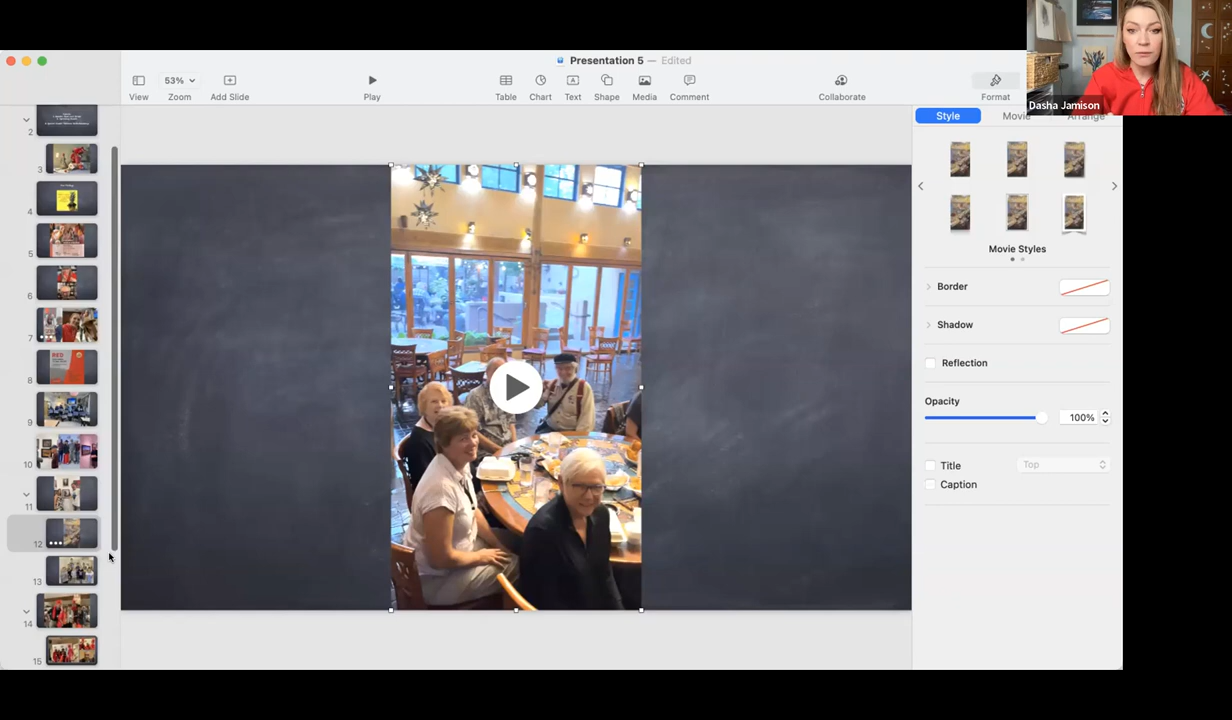 Presentation 5 — Edited
53%
View
Zoom
Add Slide
Play
Table
Chart
Text
Shape
Media
Comment
Collaborate
Format
Dasha Jamison
Style
Movie
Arrange
Movie Styles
Border
Shadow
Reflection
Opacity
100%
Title
Top
Caption
2
3
4
5
6
7
8
RED
9
10
11
12
13
14
15